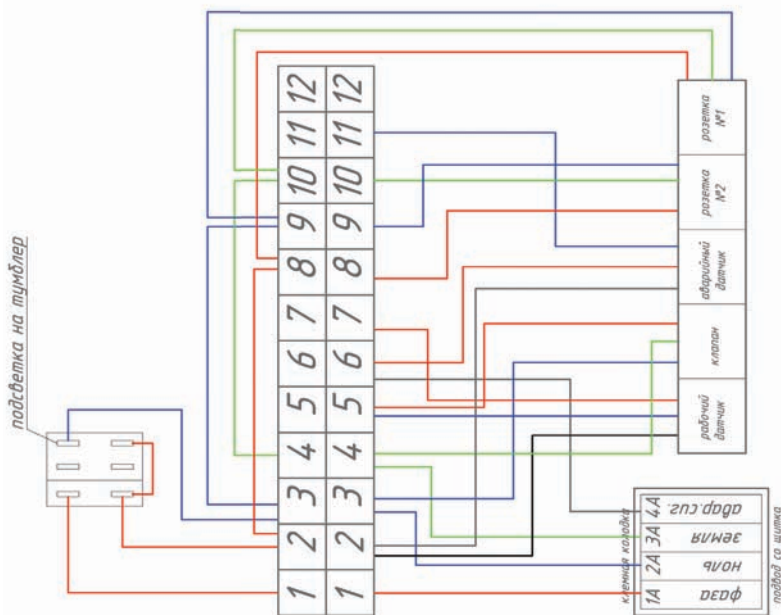 подсветка на тумблер
1 2 3 4 5 6 7 8 9 10 11 12
1 2 3 4 5 6 7 8 9 10 11 12
розетка
№1
розетка
№2
аварийный
датчик
клапан
рабочий
датчик
клемная колодка
4А авар.сиг.
3А земля
2А ноль
1А фаза
подвод со щитка